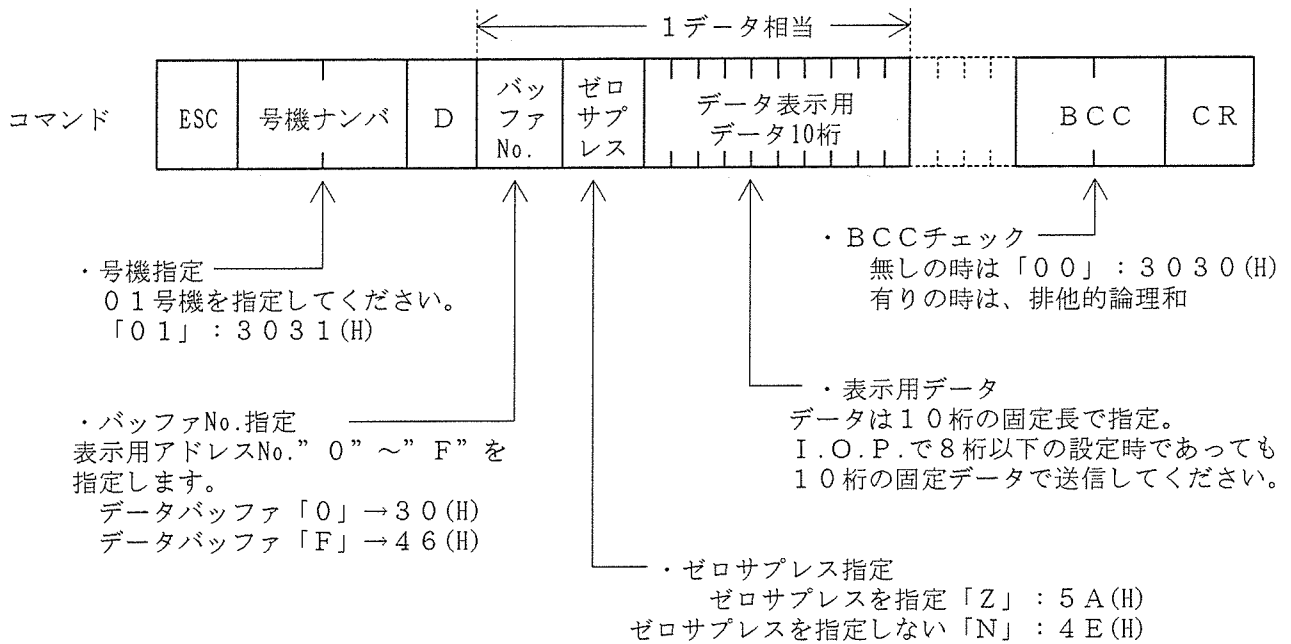 1データ相当
コマンド
ESC
号機ナンバ
D
バッ
ファ
No.
ゼロ
サプ
レス
データ表示用
データ10桁
BCC
CR
・号機指定
01号機を指定してください。
「01」:3031(H)
・BCCチェック
無しの時は「00」:3030(H)
有りの時は、排他的論理和
・バッファNo.指定
表示用アドレスNo."0"~"F"を
指定します。
データバッファ「0」→30(H)
データバッファ「F」→46(H)
・表示用データ
データは10桁の固定長で指定。
I.O.P.で8桁以下の設定時であっても
10桁の固定データで送信してください。
・ゼロサプレス指定
ゼロサプレスを指定「Z」:5A(H)
ゼロサプレスを指定しない「N」:4E(H)